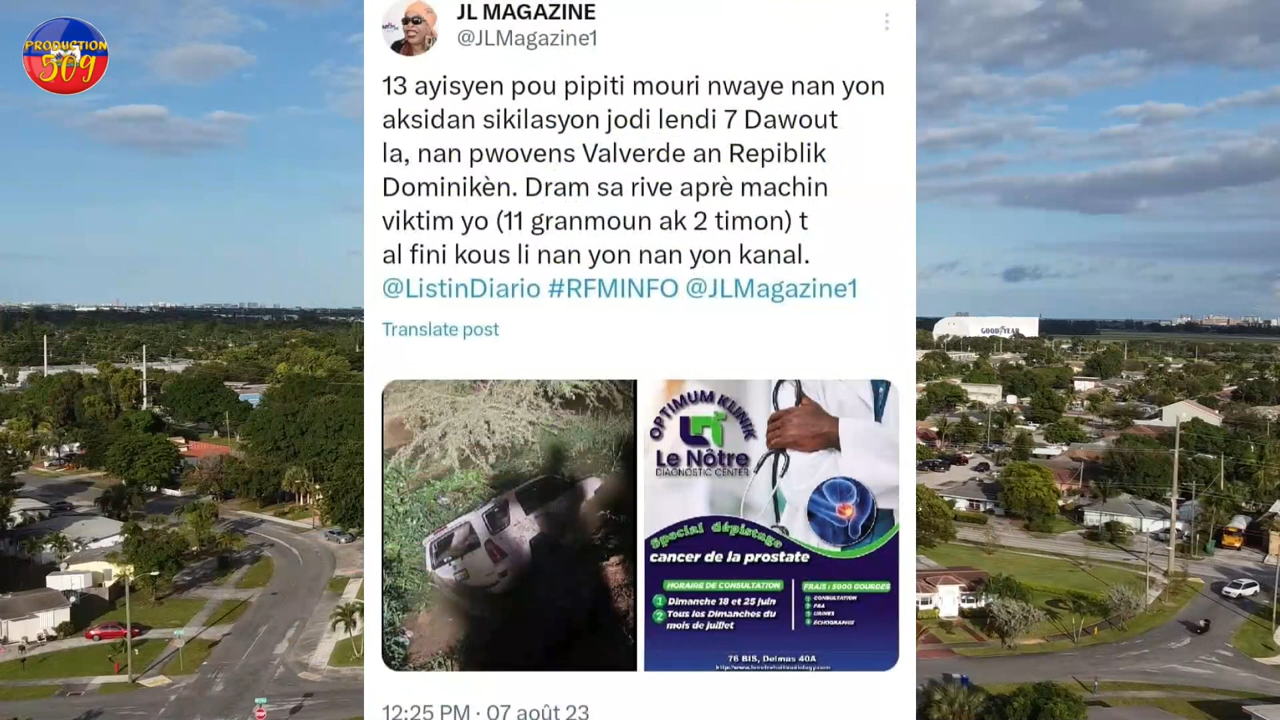 PRODUCTION
509
JL MAGAZINE
@JLMagazine1
13 ayisyen pou pipiti mouri nwaye nan yon
aksidan sikilasyon jodi lendi 7 Dawout
la, nan pwovens Valverde an Repiblik
Dominikèn. Dram sa rive aprè machin
viktim yo (11 granmoun ak 2 timon) t
al fini kous li nan yon nan yon kanal.
@ListinDiario #RFMINFO @JLMagazine1
Translate post
GOODYEAR
OPTIMUM KLINIK
Le Nôtre
DIAGNOSTIC CENTER
Special dépistage
cancer de la prostate
HORAIRE DE CONSULTATION
1 Dimanche 18 et 25 juin
2 Tous les Dimanches du
mois de juillet
FRAIS : 5000 GOURDES
CONSULTATION
PSA
URINES
ÉCHOGRAPHIE
76 BIS, Delmas 40A
12:25 PM · 07 août 23